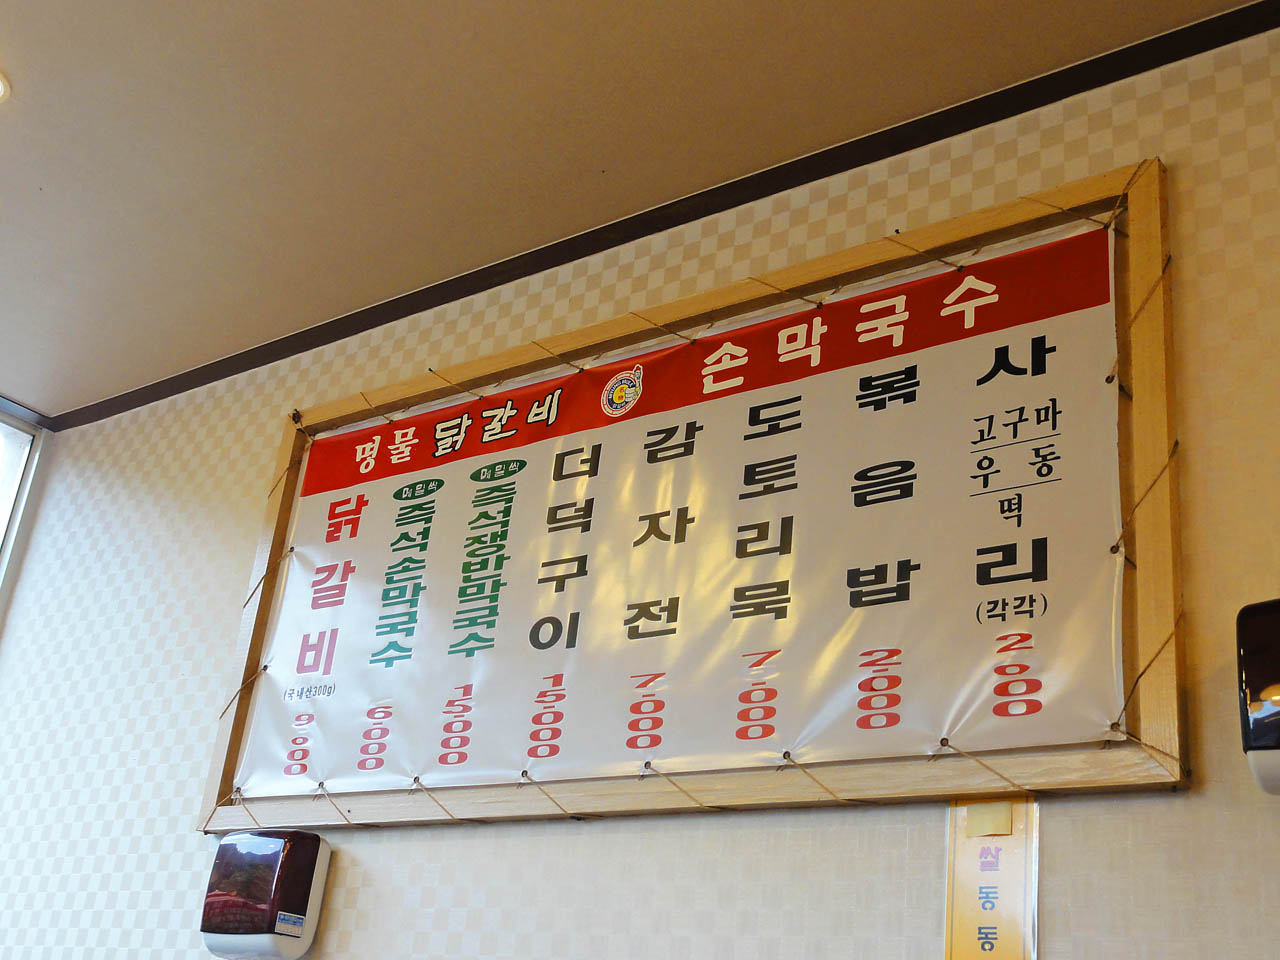 명물 닭갈비 손막국수
닭갈비
(국내산300g)
9.000
메밀싹
즉석손막국수
6.000
메밀싹
즉석쟁반막국수
15.000
더덕구이
15.000
감자전
7.000
도토리묵
7.000
볶음밥
2.000
사리
고구마
우동
떡
(각각)
2.000
쌀
동
동